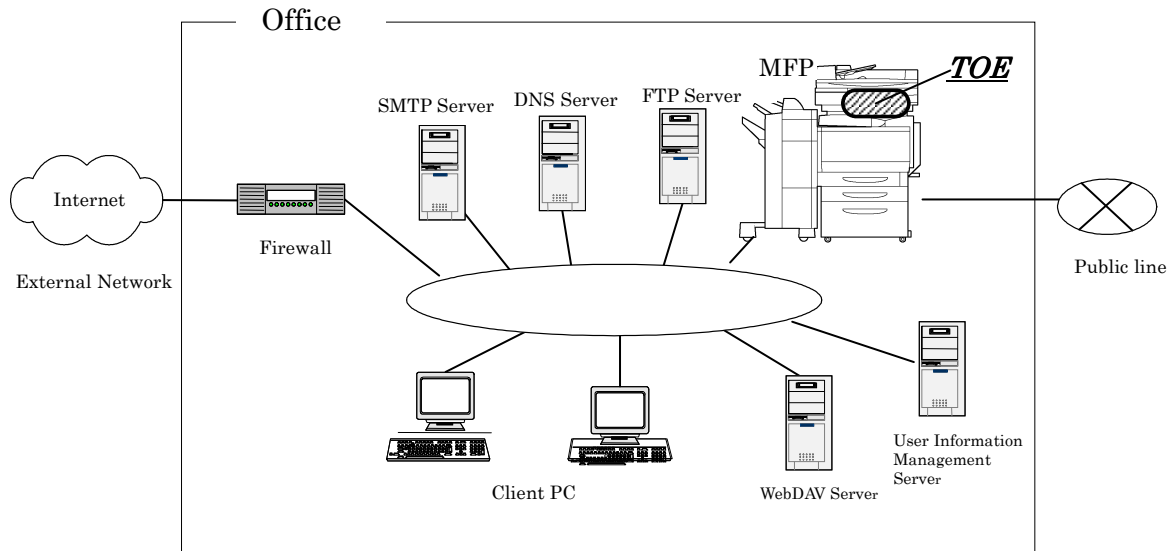 Office
MFP
TOE
SMTP Server
DNS Server
FTP Server
Internet
Firewall
External Network
Public line
Client PC
WebDAV Server
User Information
Management
Server